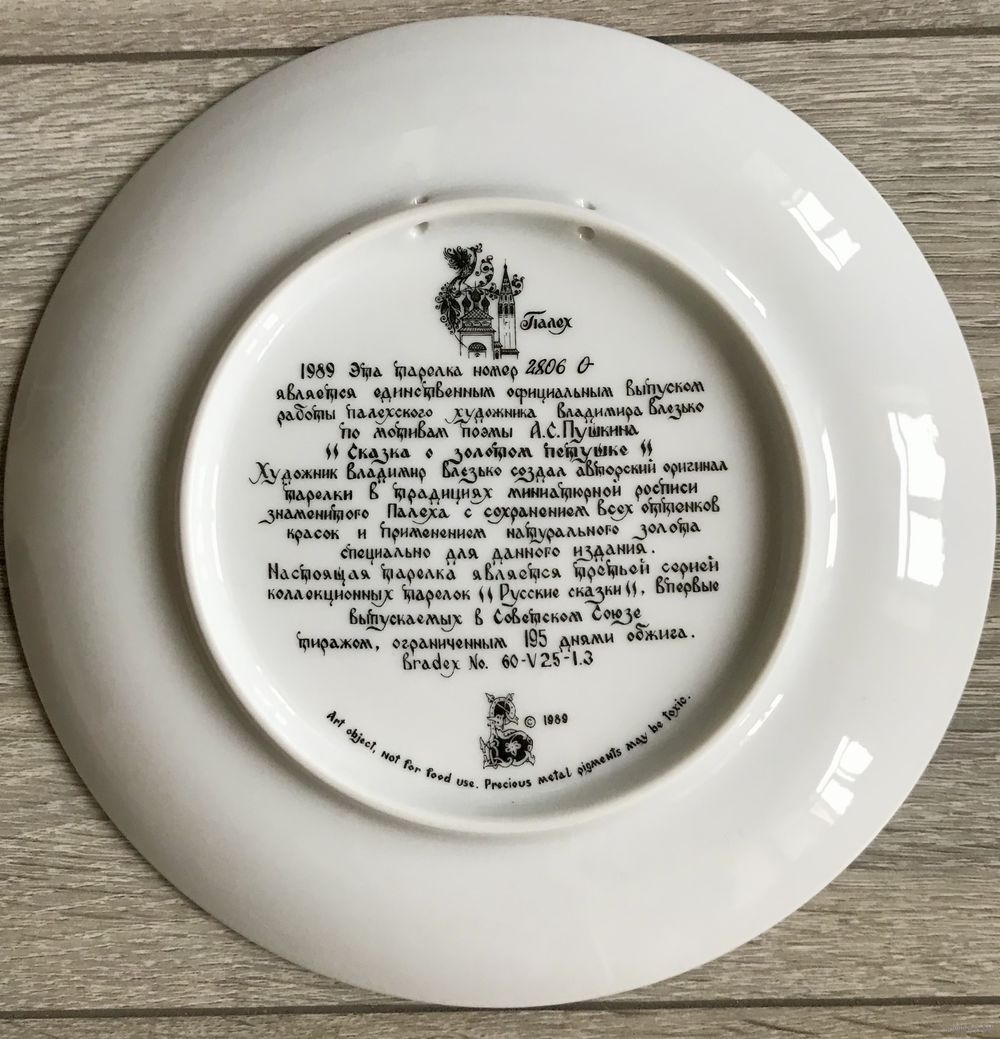 Палех
1989 Эта тарелка номер 2806 0
является единственным официальным выпуском
работы палехского художника Владимира Влезько
по мотивам поэмы А.С.Пушкина
"Сказка о золотом петушке"
Художник Владимир Влезько создал авторский оригинал
тарелки в традициях миниатюрной росписи
знаменитого Палеха с сохранением всех оттенков
красок и применением натурального золота
специально для данного издания.
Настоящая тарелка является третьей серией
коллекционных тарелок "Русские сказки", впервые
выпускаемых в Советском Союзе
тиражом, ограниченным 195 днями обжига.
Bradex No. 60-V25-1.3
© 1989
Art object, not for food use. Precious metal pigments may be toxic.